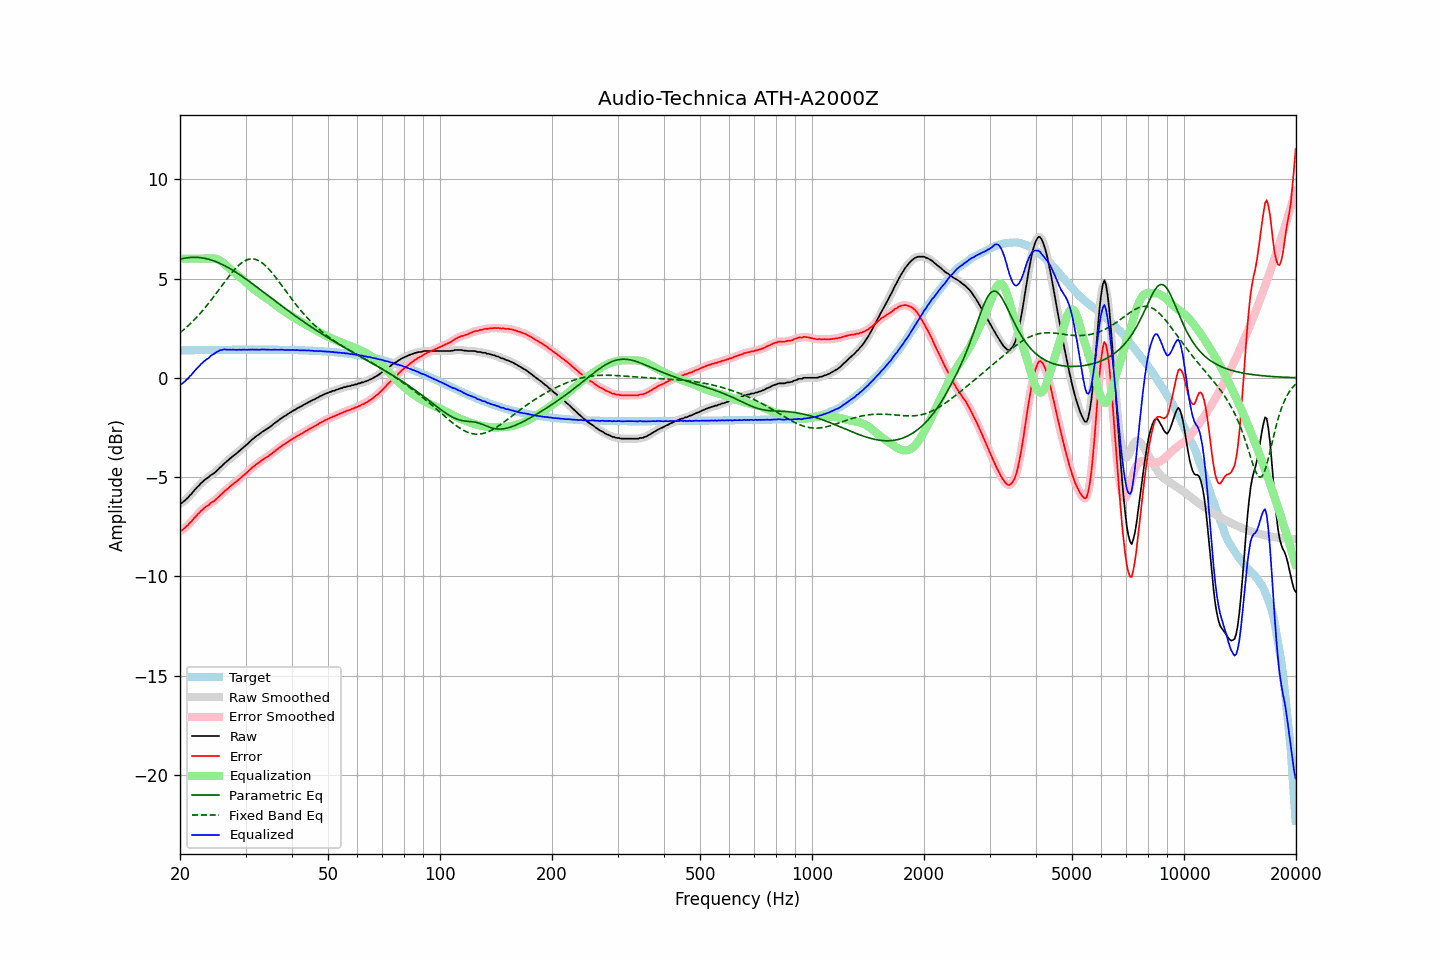 Audio-Technica ATH-A2000Z
Amplitude (dBr)
10
5
0
−5
−10
−15
−20
Target
Raw Smoothed
Error Smoothed
Raw
Error
Equalization
Parametric Eq
Fixed Band Eq
Equalized
20 50 100 200 500 1000 2000 5000 10000 20000
Frequency (Hz)